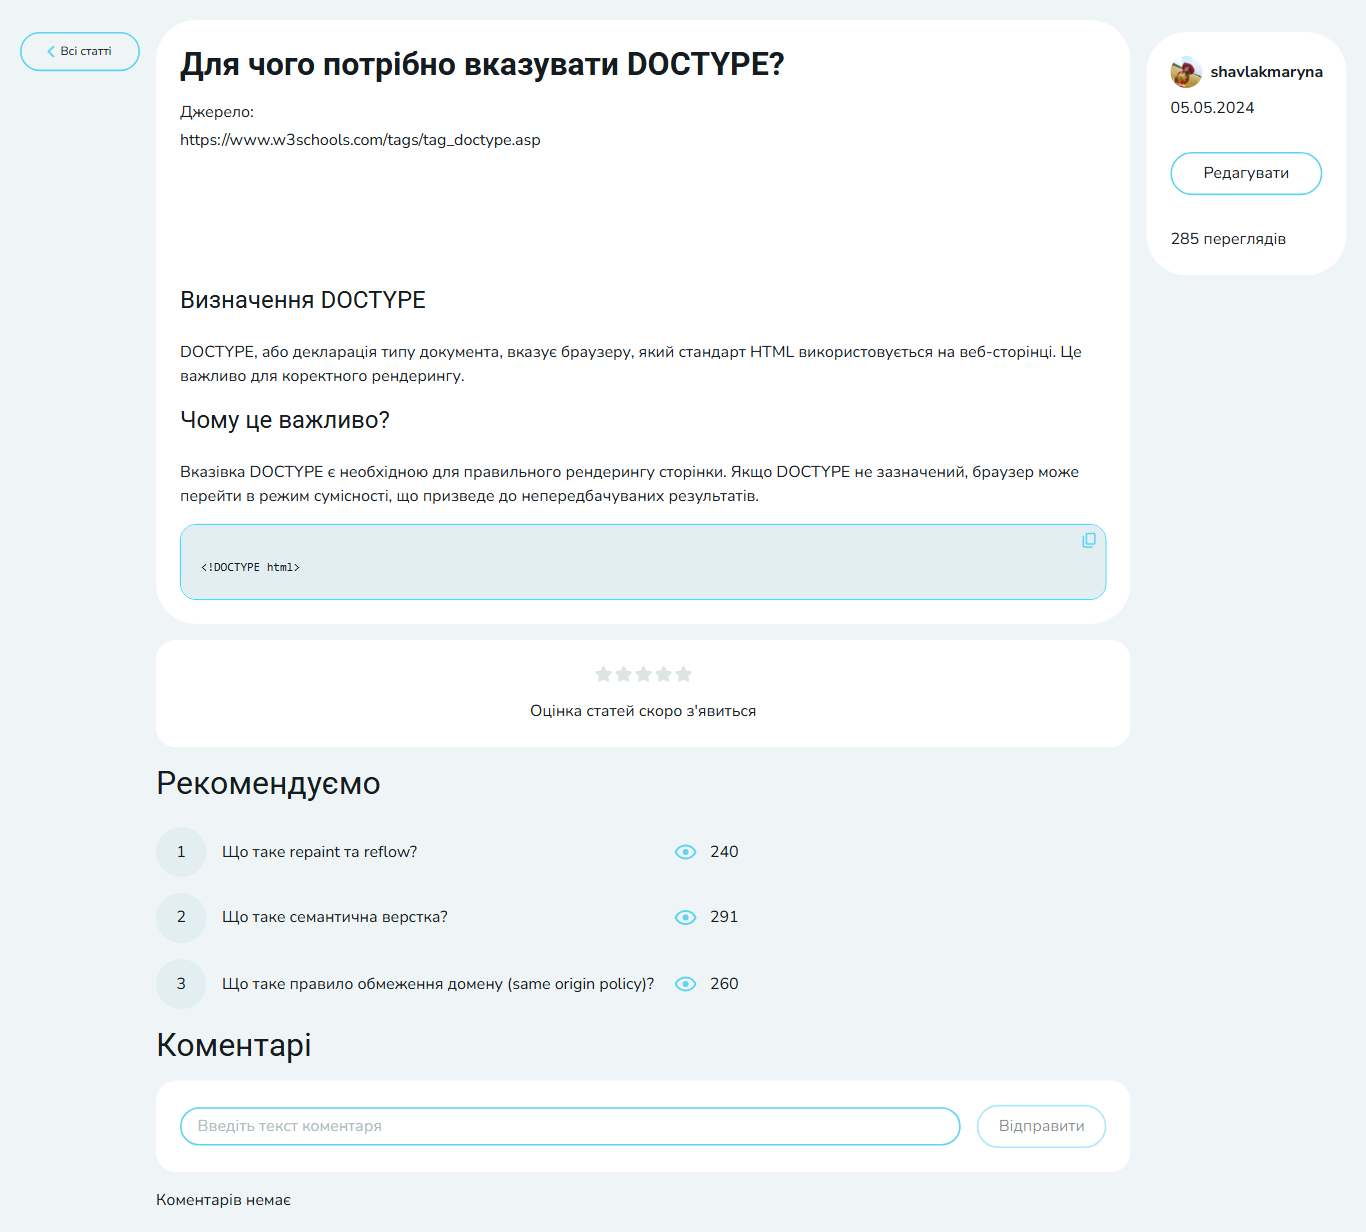 Всі статті
Для чого потрібно вказувати DOCTYPE?
Джерело:
https://www.w3schools.com/tags/tag_doctype.asp
Визначення DOCTYPE
DOCTYPE, або декларація типу документа, вказує браузеру, який стандарт HTML використовується на веб-сторінці. Це
важливо для коректного рендерингу.
Чому це важливо?
Вказівка DOCTYPE є необхідною для правильного рендерингу сторінки. Якщо DOCTYPE не зазначений, браузер може
перейти в режим сумісності, що призведе до непередбачуваних результатів.
<!DOCTYPE html>
Оцінка статей скоро з'явиться
Рекомендуємо
1 Що таке repaint та reflow? 240
2 Що таке семантична верстка? 291
3 Що таке правило обмеження домену (same origin policy)? 260
Коментарі
Введіть текст коментаря Відправити
Коментарів немає
shavlakmaryna
05.05.2024
Редагувати
285 переглядів